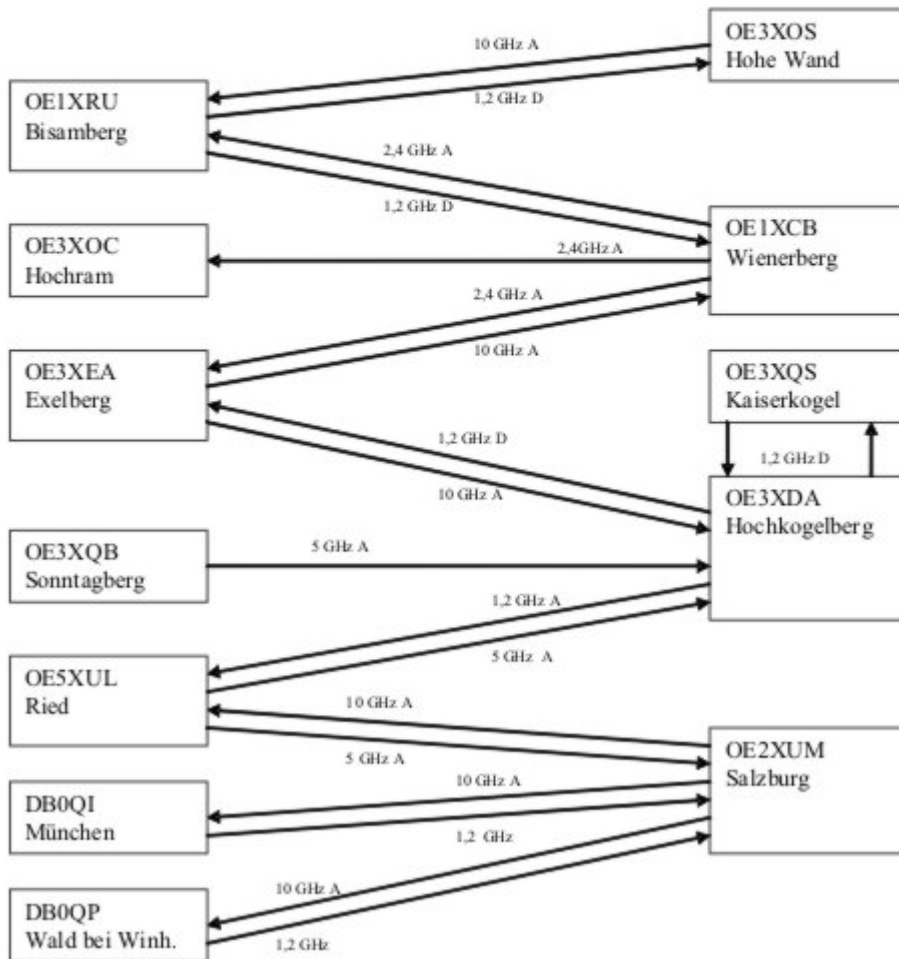 OE3XOS
Hohe Wand
10 GHz A
OE1XRU
Bisamberg
1,2 GHz D
2,4 GHz A
1,2 GHz D
OE1XCB
Wienerberg
OE3XOC
Hochram
2,4GHz A
2,4 GHz A
10 GHz A
OE3XEA
Exelberg
OE3XQS
Kaiserkogel
1,2 GHz D
1,2 GHz D
10 GHz A
OE3XDA
Hochkogelberg
OE3XQB
Sonntagberg
5 GHz A
1,2 GHz A
5 GHz A
OE5XUL
Ried
10 GHz A
5 GHz A
OE2XUM
Salzburg
DB0QI
München
10 GHz A
1,2 GHz
DB0QP
Wald bei Winh.
10 GHz A
1,2 GHz